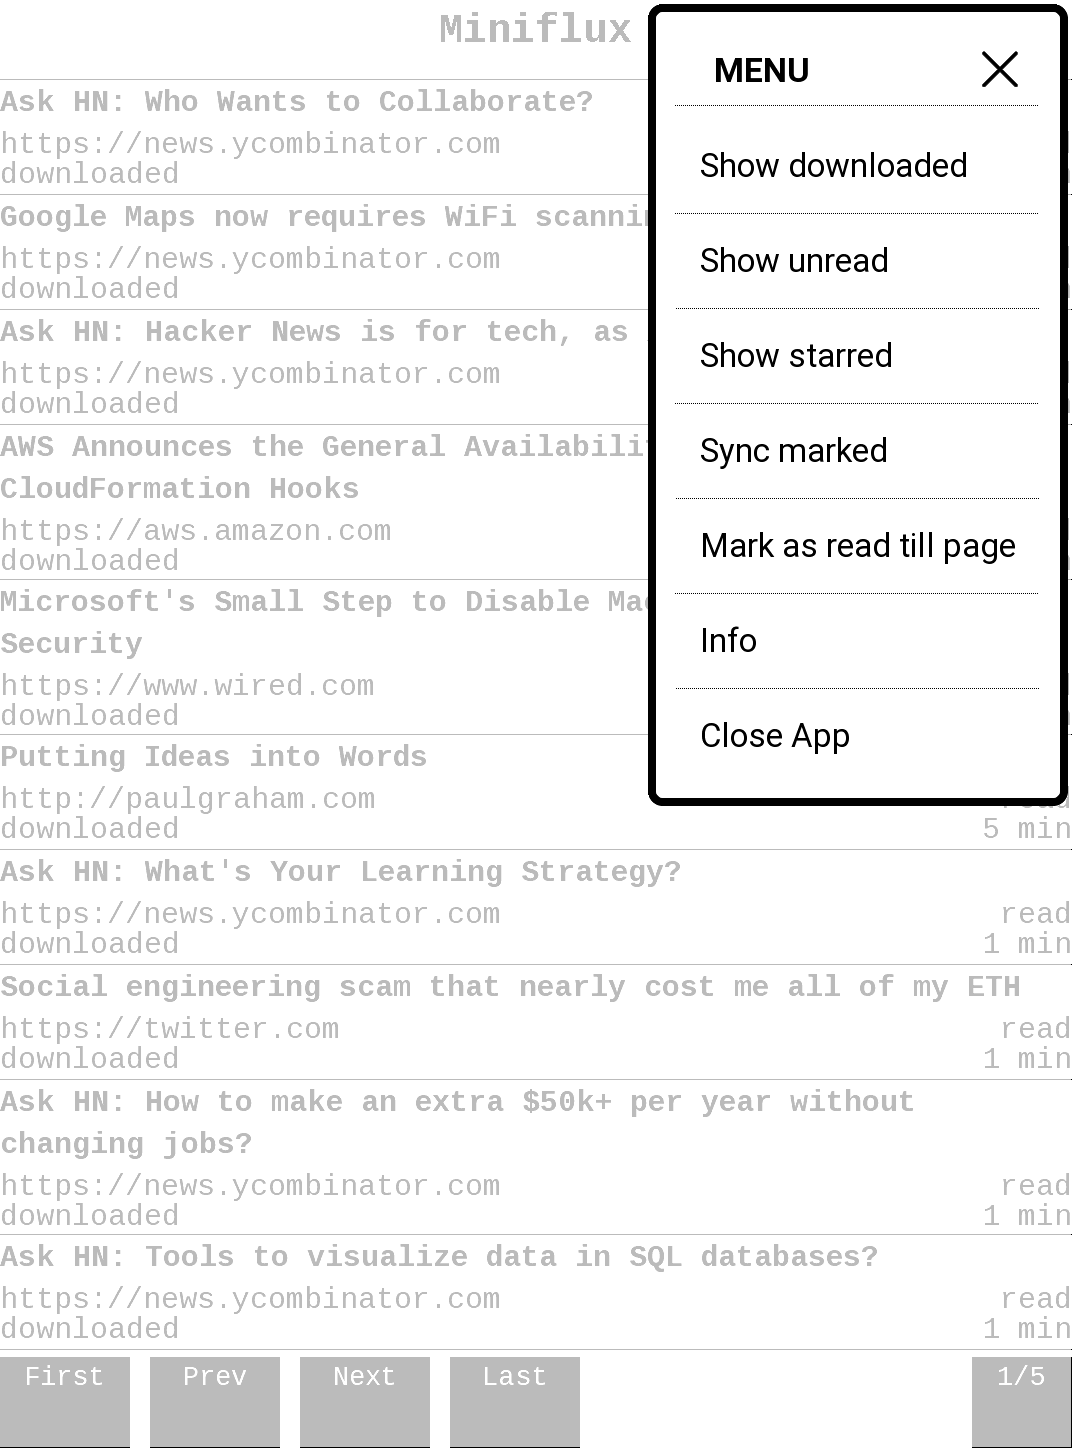 Miniflux
MENU
Show downloaded
Show unread
Show starred
Sync marked
Mark as read till page
Info
Close App
Ask HN: Who Wants to Collaborate?
https://news.ycombinator.com
downloaded
Google Maps now requires WiFi
https://news.ycombinator.com
downloaded
Ask HN: Hacker News is for tech, as
https://news.ycombinator.com
downloaded
AWS Announces the General
CloudFormation Hooks
https://aws.amazon.com
downloaded
Microsoft's Small Step to Disable
Security
https://www.wired.com
downloaded
Putting Ideas into Words
http://paulgraham.com
downloaded
5 min
Ask HN: What's Your Learning Strategy?
https://news.ycombinator.com
read
downloaded
1 min
Social engineering scam that nearly cost me all of my ETH
https://twitter.com
read
downloaded
1 min
Ask HN: How to make an extra $50k+ per year without
changing jobs?
https://news.ycombinator.com
read
downloaded
1 min
Ask HN: Tools to visualize data in SQL databases?
https://news.ycombinator.com
read
downloaded
1 min
First
Prev
Next
Last
1/5